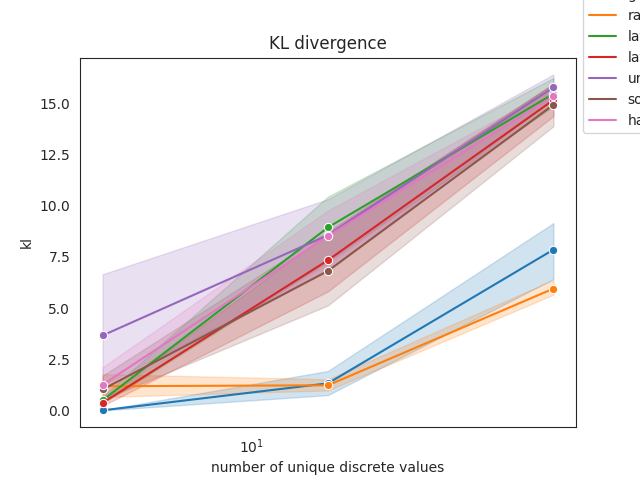 KL divergence
ra
la
la
ur
sc
ha
15.0
12.5
10.0
7.5
5.0
2.5
0.0
kl
10¹
number of unique discrete values